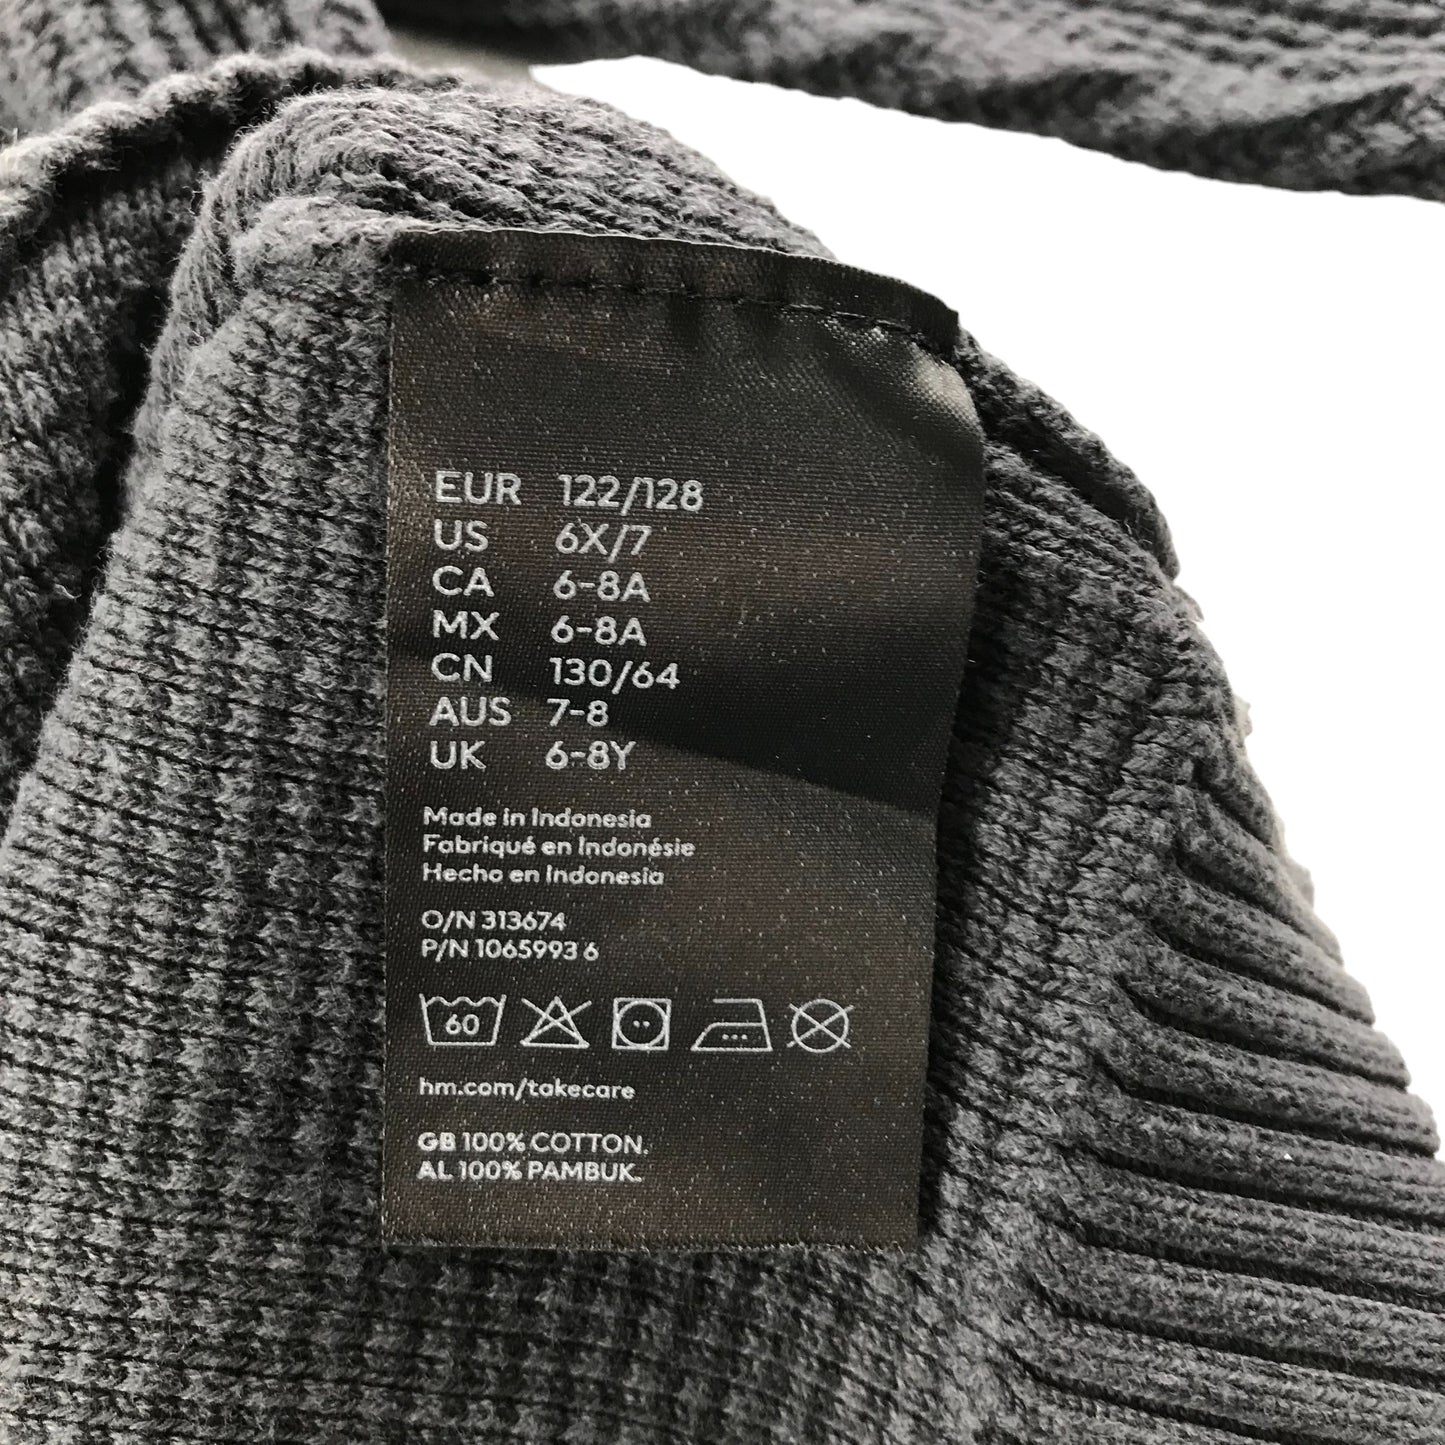 EUR 122/128
US 6X/7
CA 6-8A
MX 6-8A
CN 130/64
AUS 7-8
UK 6-8Y
Made in Indonesia
Fabriqué en Indonésie
Hecho en Indonesia
O/N 313674
P/N 1065993 6
60
hm.com/takecare
GB 100% COTTON.
AL 100% PAMBUK.